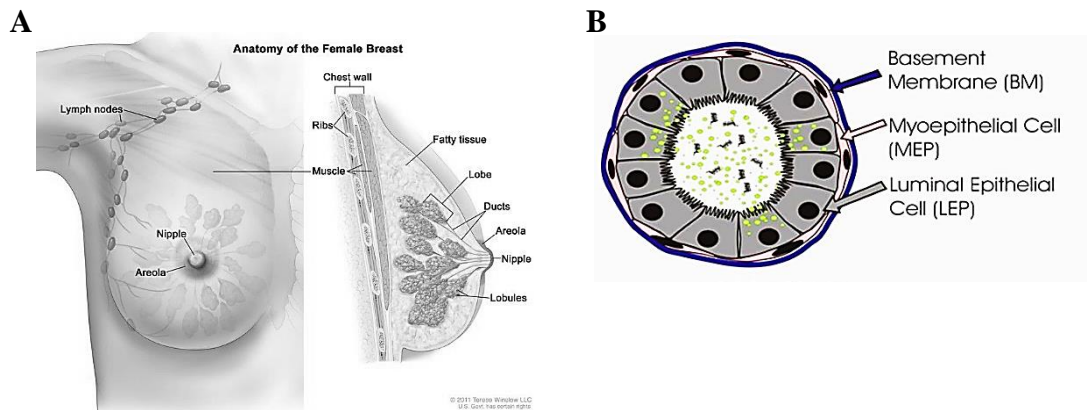 A
Anatomy of the Female Breast
Chest wall
Lymph nodes
Ribs
Fatty tissue
Muscle
Lobe
Ducts
Areola
Nipple
Nipple
Areola
Lobules
© 2011 Terese Winslow LLC
U.S. Govt. has certain rights
B
Basement
Membrane (BM)
Myoepithelial Cell
(MEP)
Luminal Epithelial
Cell (LEP)